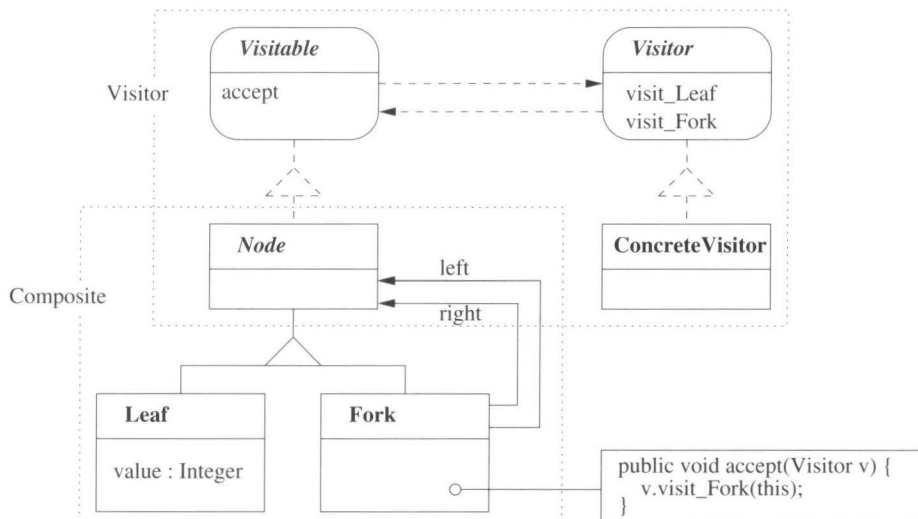 Visitable
Visitor
accept
visit_Leaf
visit_Fork
Visitor
Node
ConcreteVisitor
left
right
Composite
Leaf
Fork
value : Integer
public void accept(Visitor v) {
v.visit_Fork(this);
}